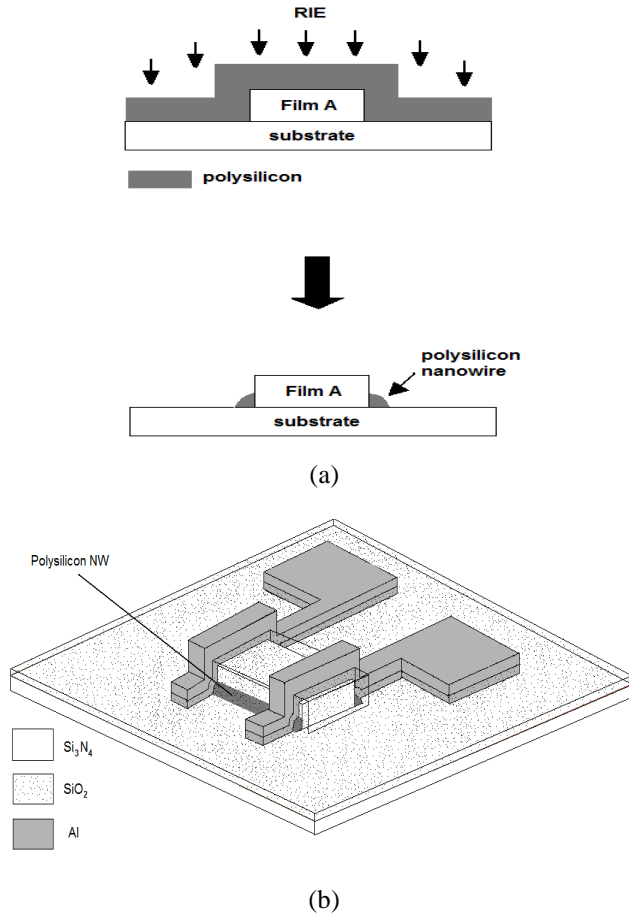 RIE
Film A
substrate
polysilicon
polysilicon
nanowire
Film A
substrate
(a)
Polysilicon NW
Si₃N₄
SiO₂
Al
(b)